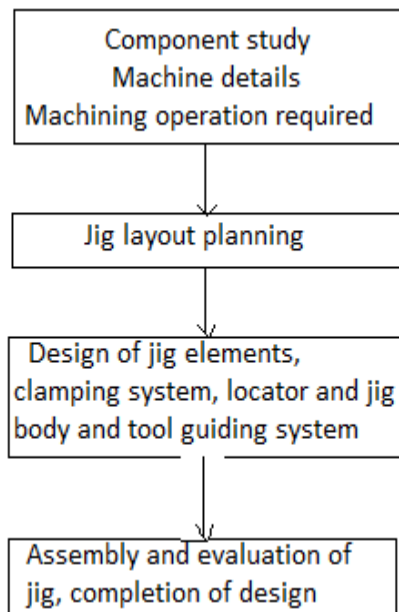 Component study
Machine details
Machining operation required
Jig layout planning
Design of jig elements,
clamping system, locator and jig
body and tool guiding system
Assembly and evaluation of
jig, completion of design